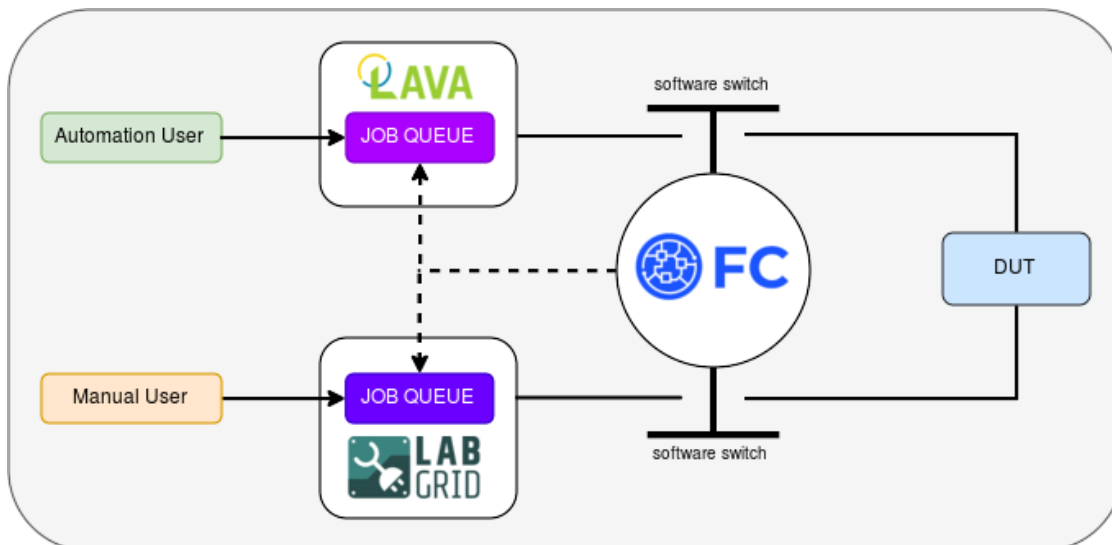 LAVA
software switch
Automation User
JOB QUEUE
FC
DUT
Manual User
JOB QUEUE
LAB
GRID
software switch